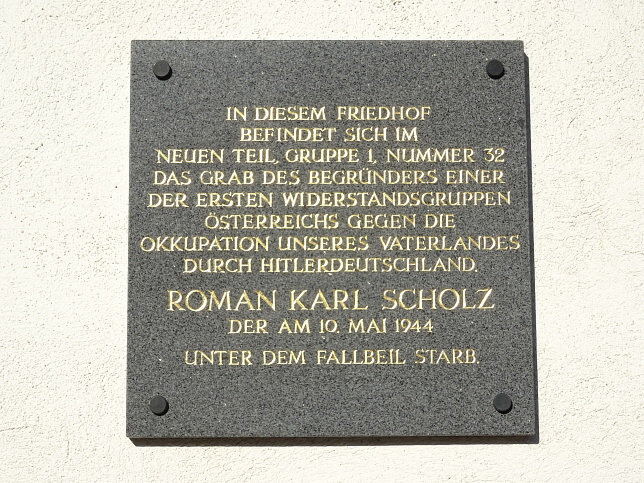 IN DIESEM FRIEDHOF
BEFINDET SICH IM
NEUEN TEIL, GRUPPE 1, NUMMER 32
DAS GRAB DES BEGRÜNDERS EINER
DER ERSTEN WIDERSTANDSGRUPPEN
ÖSTERREICHS GEGEN DIE
OKKUPATION UNSERES VATERLANDES
DURCH HITLERDEUTSCHLAND.
ROMAN KARL SCHOLZ
DER AM 10. MAI 1944
UNTER DEM FALLBEIL STARB.